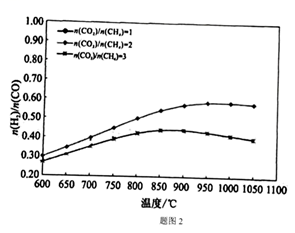 n(CO₂)/n(CH₄)=1
n(CO₂)/n(CH₄)=2
n(CO₂)/n(CH₄)=3
n(H₂)/n(CO)
1.00
0.90
0.80
0.70
0.60
0.50
0.40
0.30
0.20
600 650 700 750 800 850 900 950 1000 1050 1100
温度/℃
题图 2